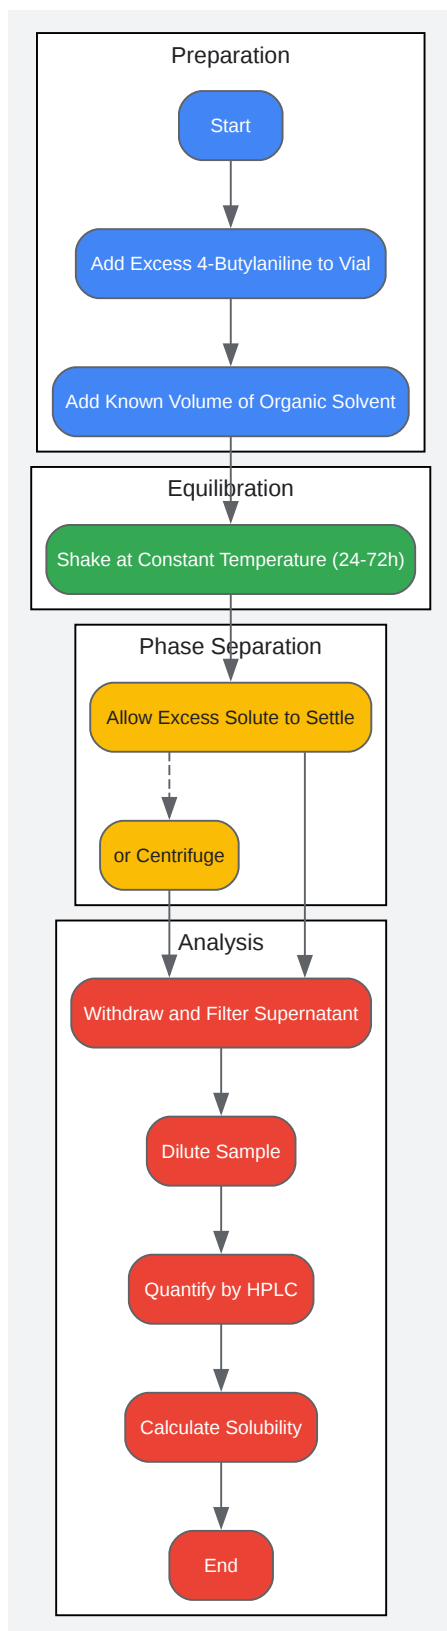 Preparation
Start
Add Excess 4-Butylaniline to Vial
Add Known Volume of Organic Solvent
Equilibration
Shake at Constant Temperature (24-72h)
Phase Separation
Allow Excess Solute to Settle
or Centrifuge
Analysis
Withdraw and Filter Supernatant
Dilute Sample
Quantify by HPLC
Calculate Solubility
End